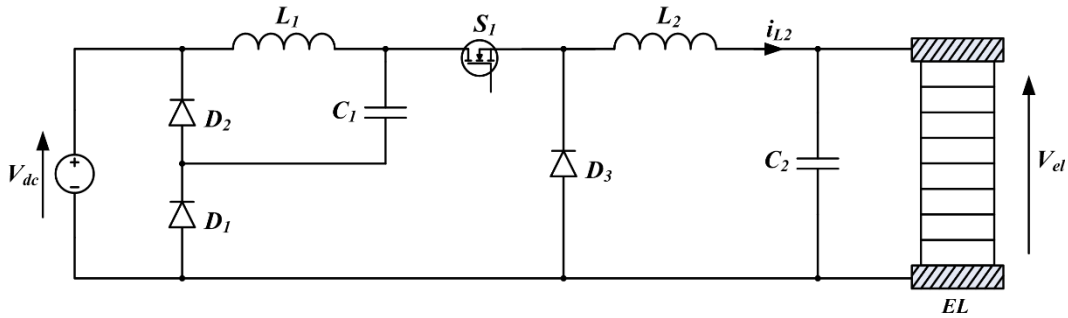 L1
S1
L2
iL2
D2
C1
Vdc
+
-
D1
D3
C2
Vel
EL